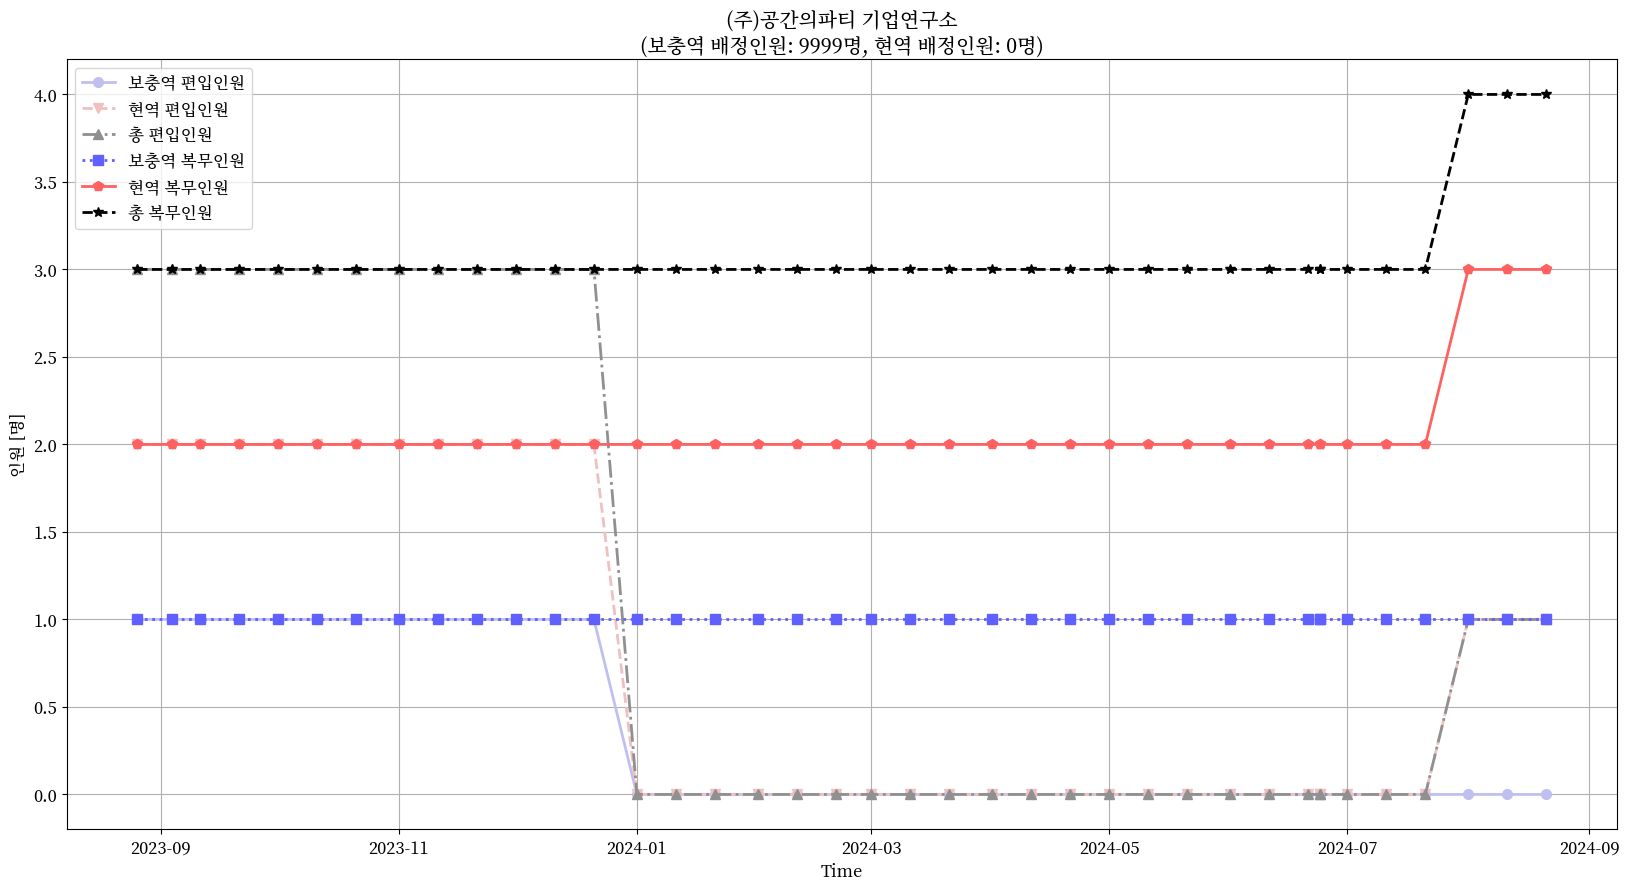 (주)공간의파티 기업연구소
(보충역 배정인원: 9999명, 현역 배정인원: 0명)
보충역 편입인원
현역 편입인원
총 편입인원
보충역 복무인원
현역 복무인원
총 복무인원
4.0
3.5
3.0
2.5
2.0
1.5
1.0
0.5
0.0
인원 [명]
2023-09 2023-11 2024-01 2024-03 2024-05 2024-07 2024-09
Time